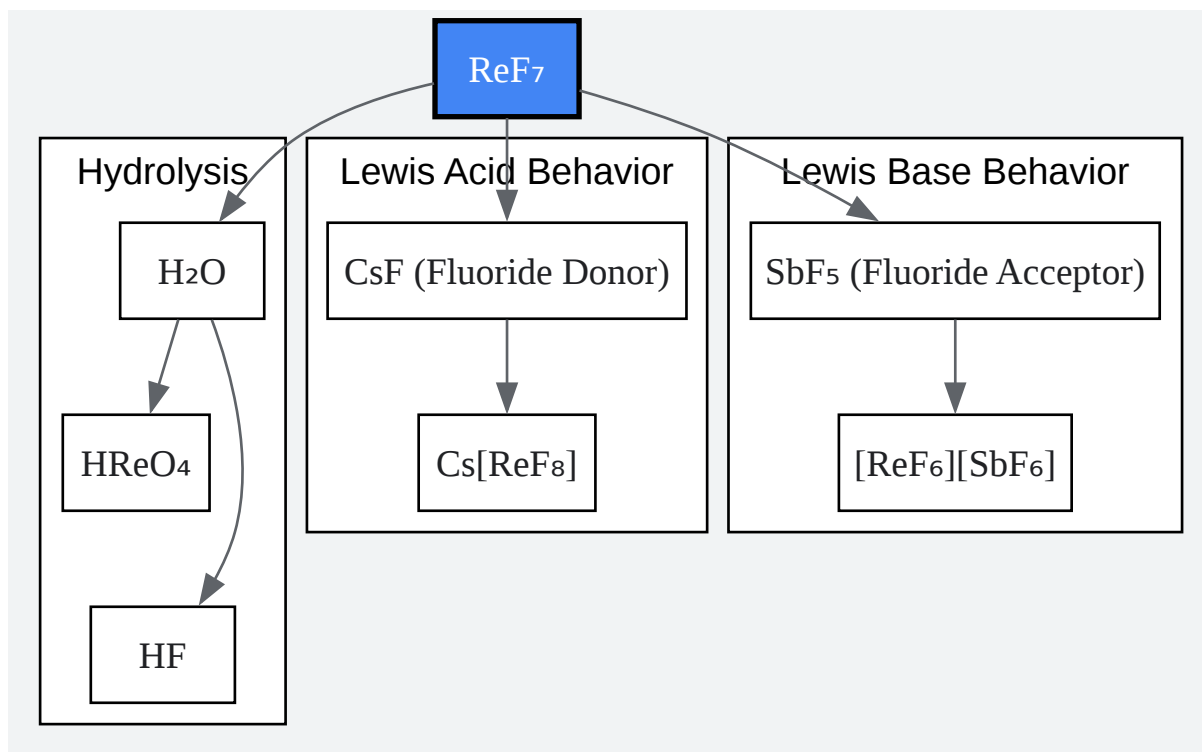 ReF₇
Hydrolysis
Lewis Acid Behavior
Lewis Base Behavior
H₂O
CsF (Fluoride Donor)
SbF₅ (Fluoride Acceptor)
HReO₄
Cs[ReF₈]
[ReF₆][SbF₆]
HF